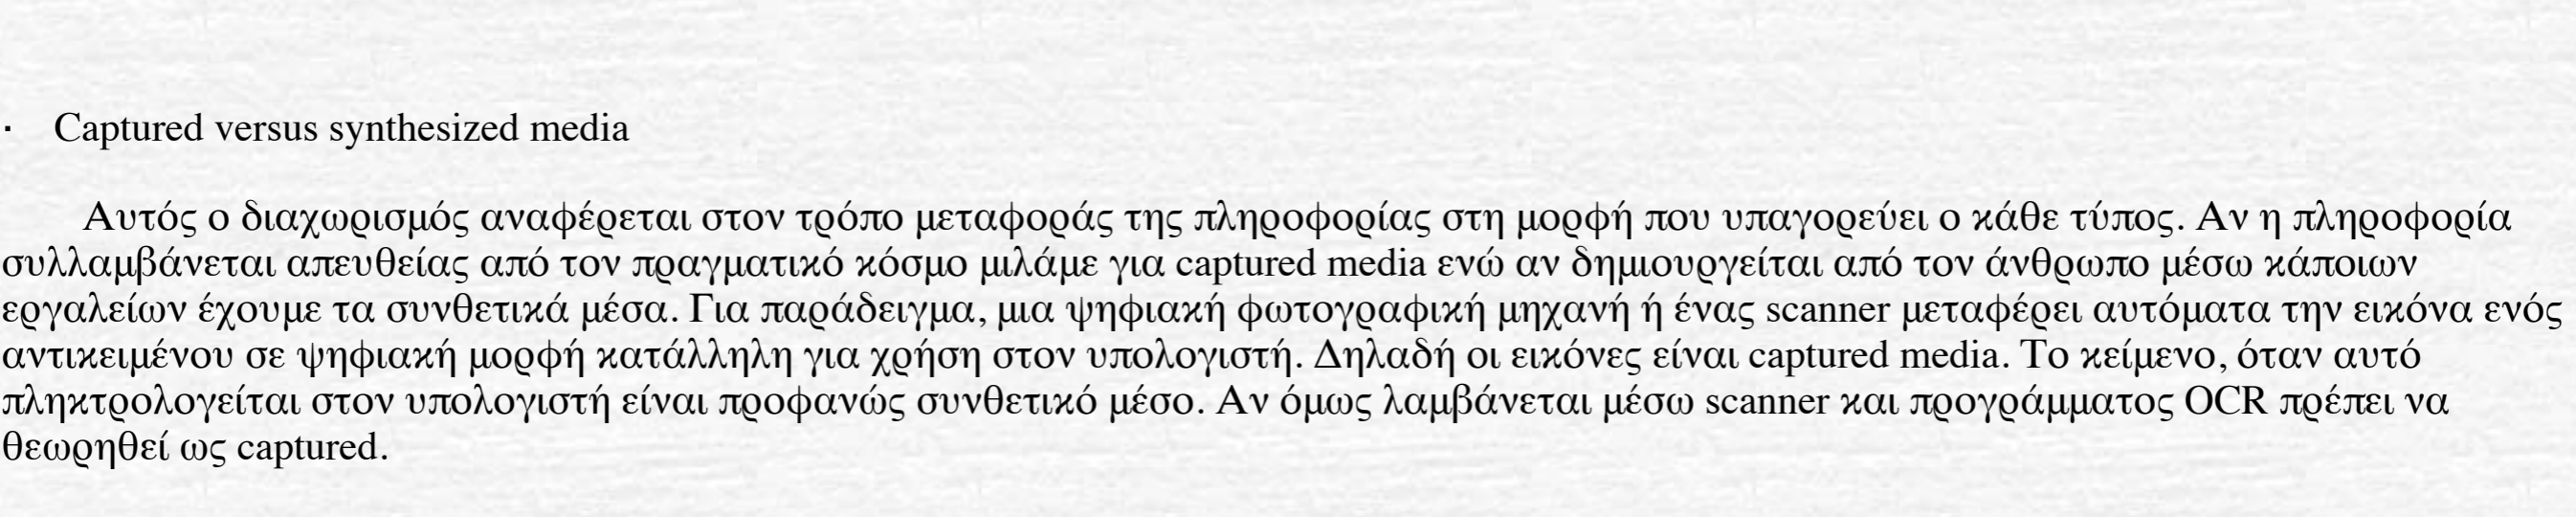 · Captured versus synthesized media
Αυτός ο διαχωρισμός αναφέρεται στον τρόπο μεταφοράς της πληροφορίας στη μορφή που υπαγορεύει ο κάθε τύπος. Αν η πληροφορία
συλλαμβάνεται απευθείας από τον πραγματικό κόσμο μιλάμε για captured media ενώ αν δημιουργείται από τον άνθρωπο μέσω κάποιων
εργαλείων έχουμε τα συνθετικά μέσα. Για παράδειγμα, μια ψηφιακή φωτογραφική μηχανή ή ένας scanner μεταφέρει αυτόματα την εικόνα ενός
αντικειμένου σε ψηφιακή μορφή κατάλληλη για χρήση στον υπολογιστή. Δηλαδή οι εικόνες είναι captured media. Το κείμενο, όταν αυτό
πληκτρολογείται στον υπολογιστή είναι προφανώς συνθετικό μέσο. Αν όμως λαμβάνεται μέσω scanner και προγράμματος OCR πρέπει να
θεωρηθεί ως captured.